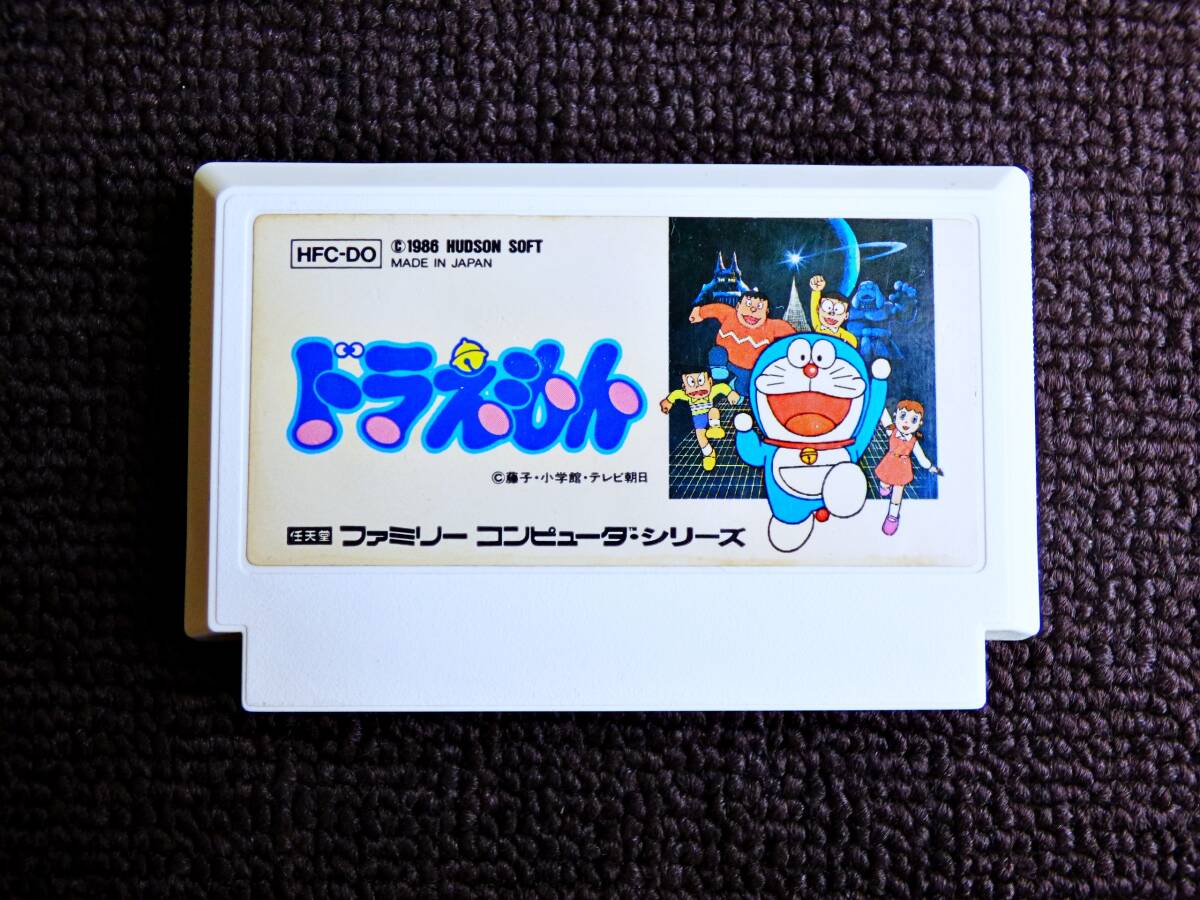 HFC-DO
©1986 HUDSON SOFT
MADE IN JAPAN
ドラえもん
©藤子・小学館・テレビ朝日
任天堂 ファミリー コンピュータ™・シリーズ